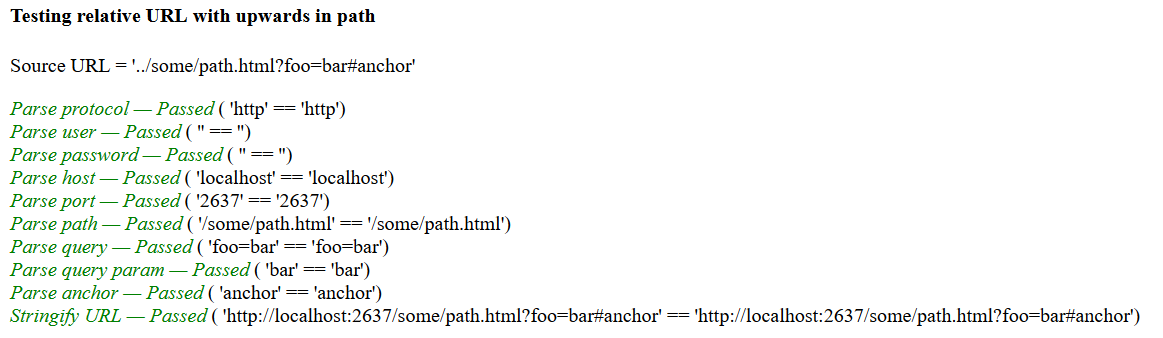 Testing relative URL with upwards in path
Source URL = '../some/path.html?foo=bar#anchor'
Parse protocol — Passed ( 'http' == 'http')
Parse user — Passed ( '' == '')
Parse password — Passed ( '' == '')
Parse host — Passed ( 'localhost' == 'localhost')
Parse port — Passed ( '2637' == '2637')
Parse path — Passed ( '/some/path.html' == '/some/path.html')
Parse query — Passed ( 'foo=bar' == 'foo=bar')
Parse query param — Passed ( 'bar' == 'bar')
Parse anchor — Passed ( 'anchor' == 'anchor')
Stringify URL — Passed ( 'http://localhost:2637/some/path.html?foo=bar#anchor' == 'http://localhost:2637/some/path.html?foo=bar#anchor')